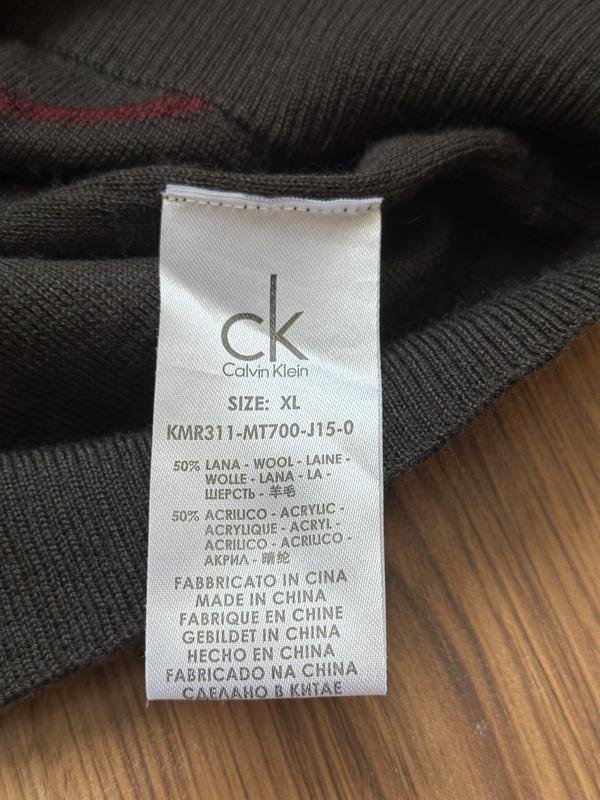 ck
Calvin Klein
SIZE: XL
KMR311-MT700-J15-0
50% LANA - WOOL - LAINE -
WOLLE - LANA - LA -
ШЕРСТЬ - 羊毛
50% ACRILICO - ACRYLIC -
ACRYLIQUE - ACRYL -
ACRILICO - ACRILICO -
АКРИЛ - 晴纶
FABBRICATO IN CINA
MADE IN CHINA
FABRIQUE EN CHINE
GEBILDET IN CHINA
HECHO EN CHINA
FABRICADO NA CHINA
СДЕЛАНО В КИТАЕ